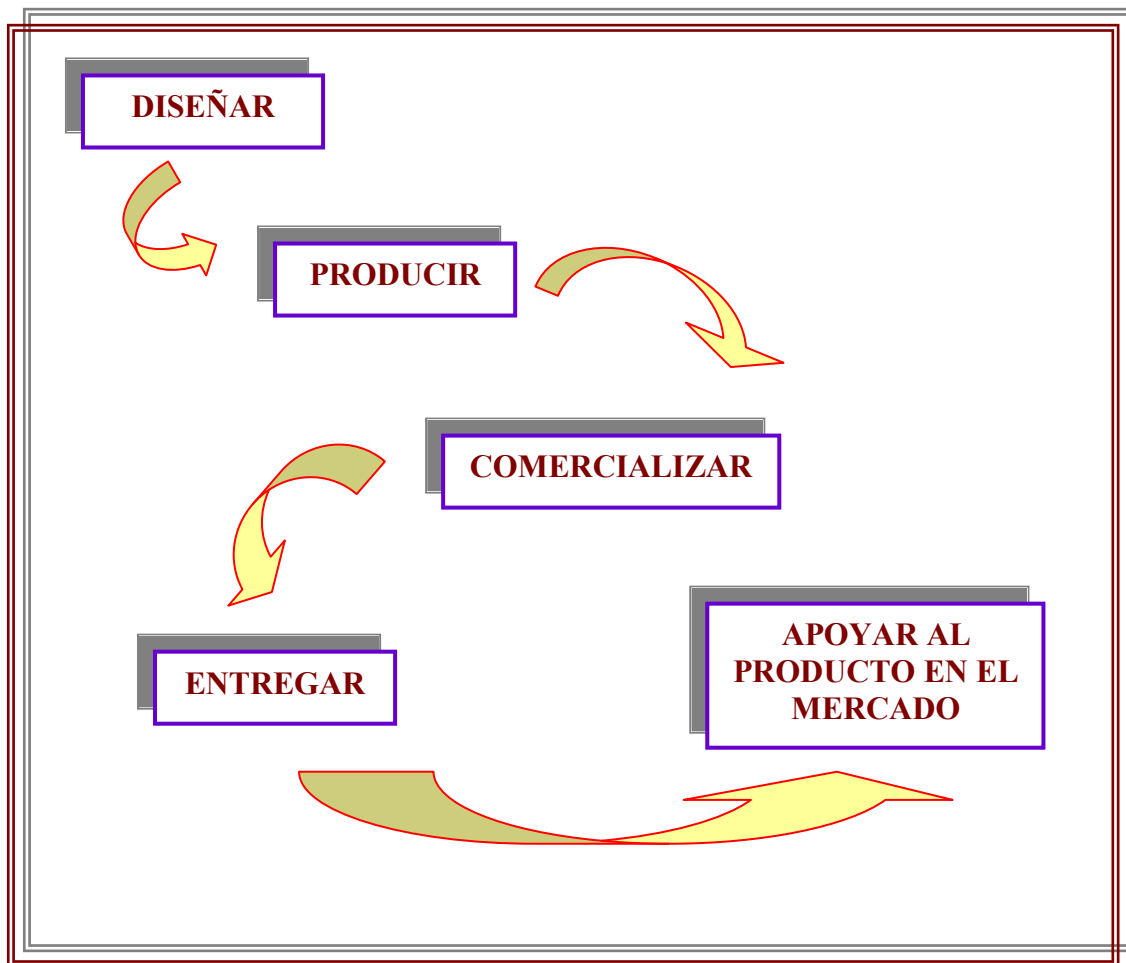 DISEÑAR
PRODUCIR
COMERCIALIZAR
ENTREGAR
APOYAR AL
PRODUCTO EN EL
MERCADO